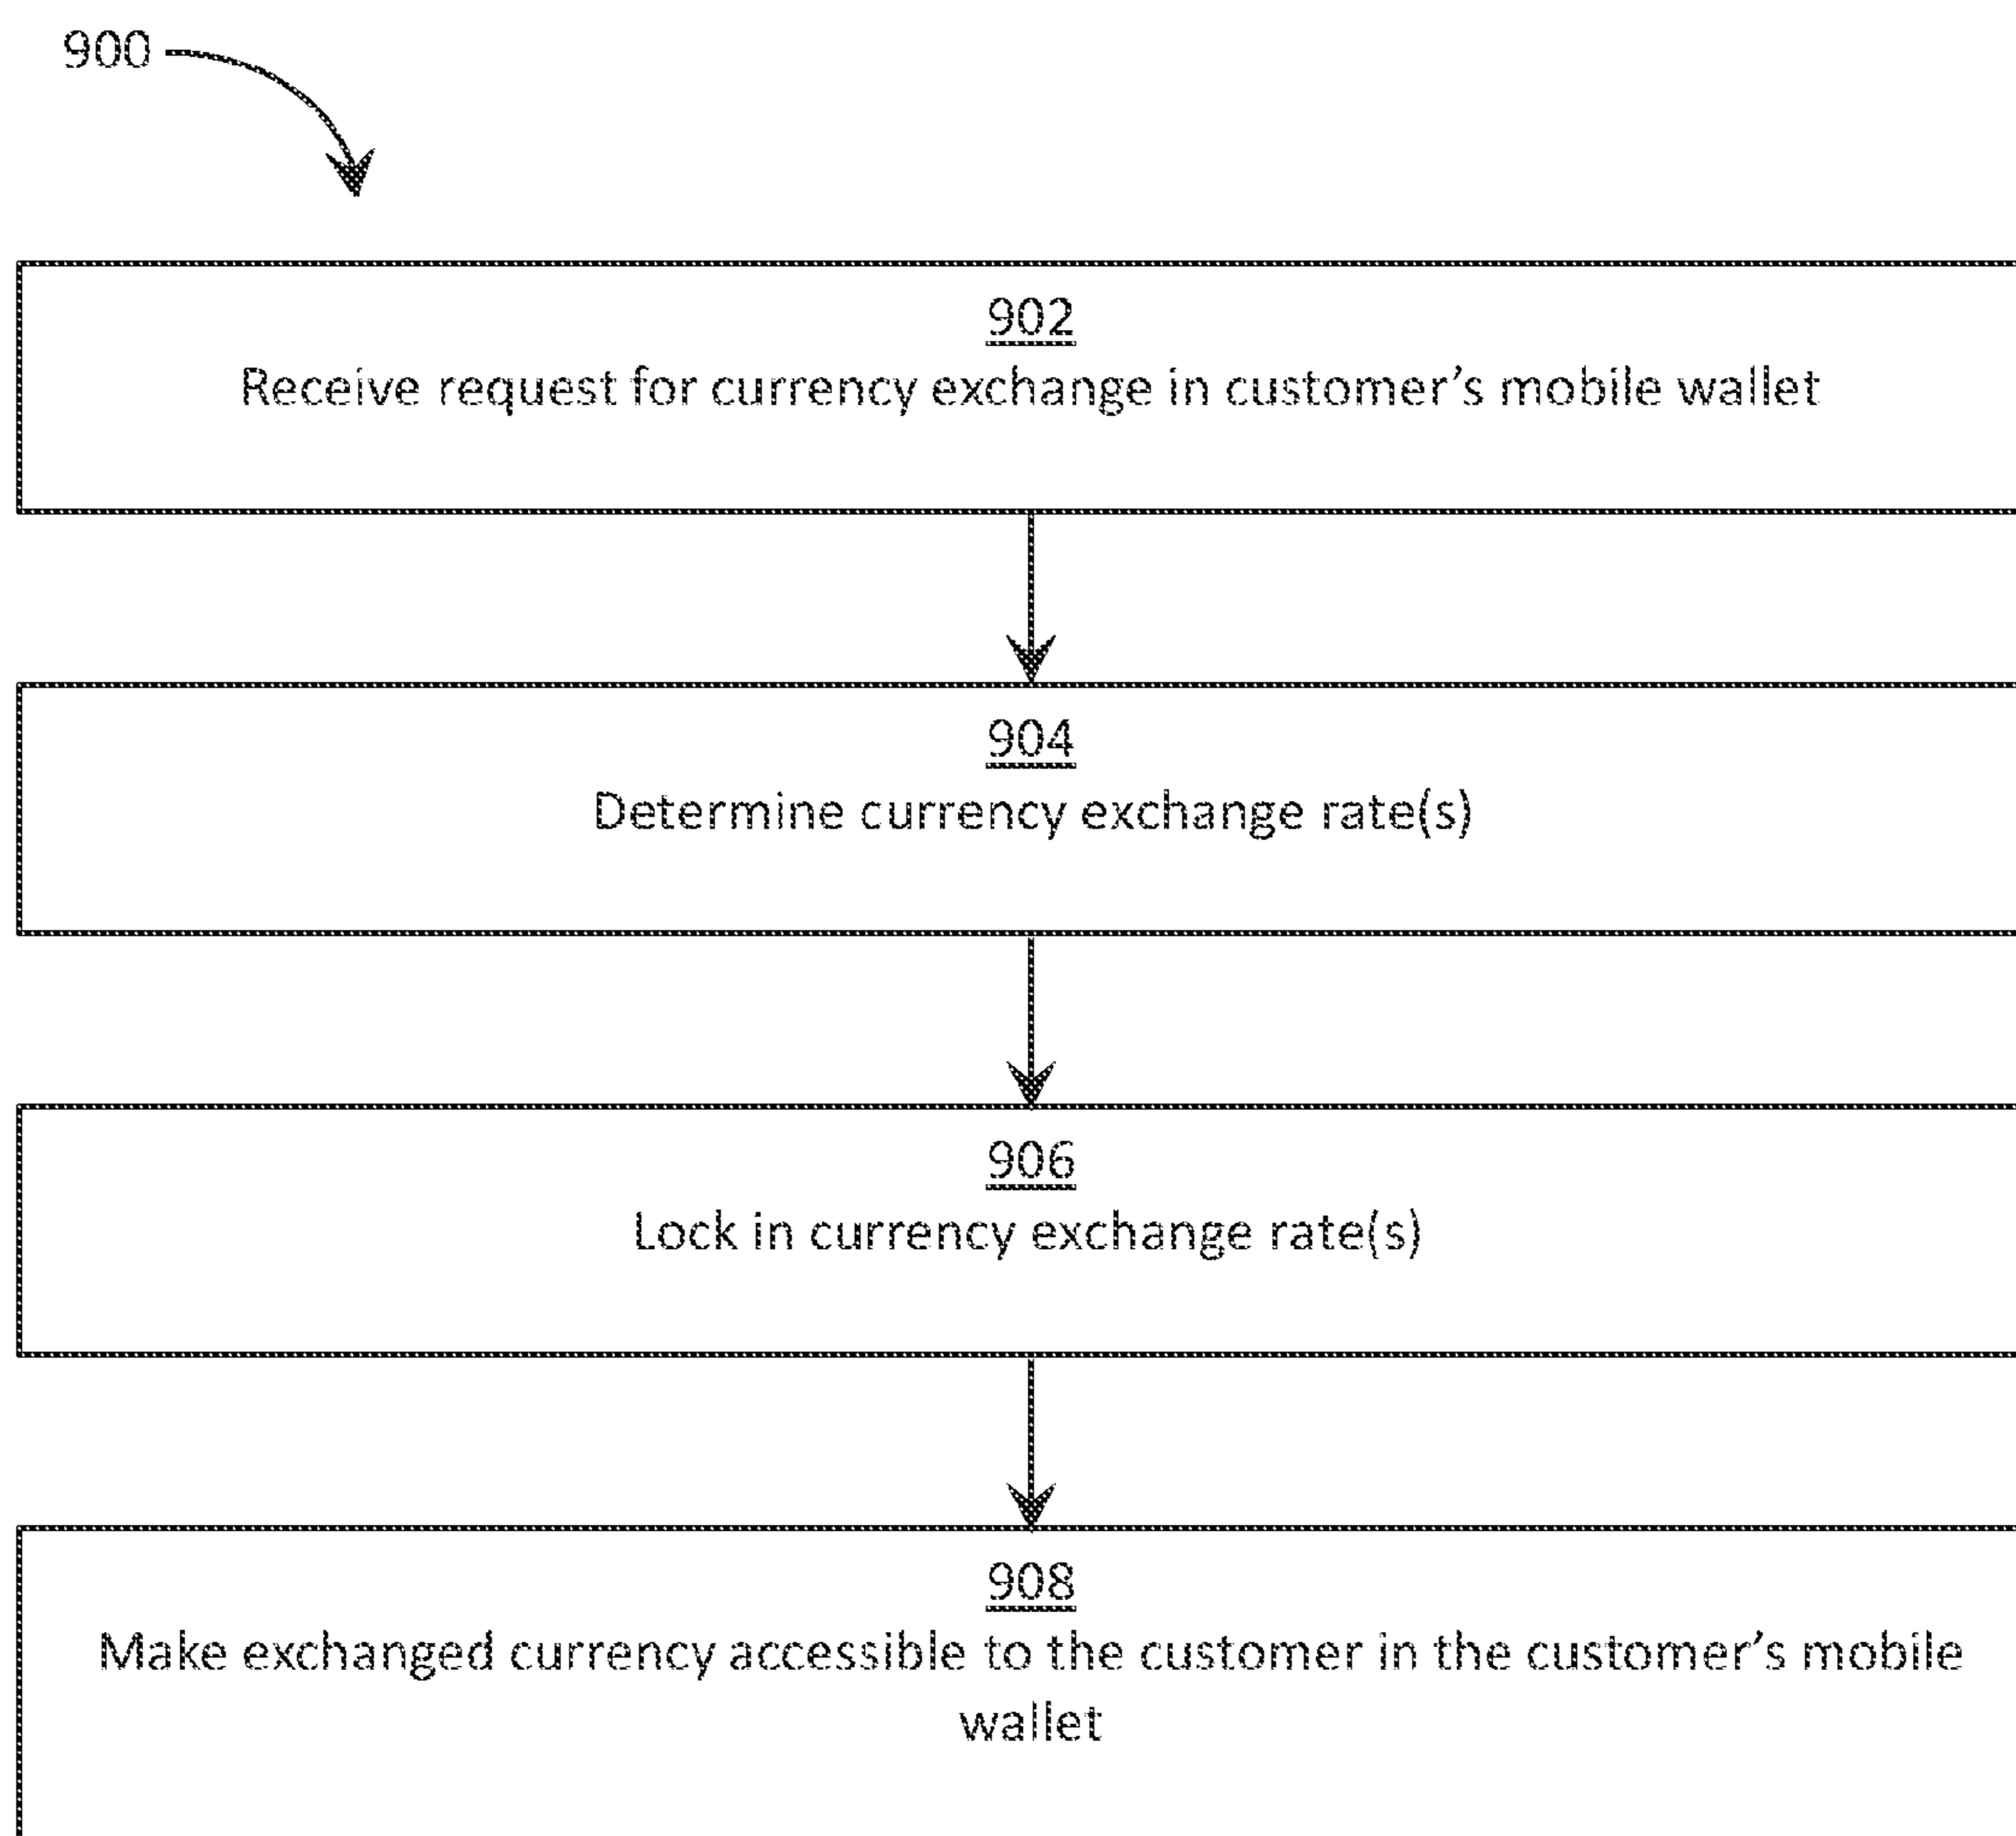 900
902
Receive request for currency exchange in customer’s mobile wallet
904
Determine currency exchange rate(s)
906
Lock in currency exchange rate(s)
908
Make exchanged currency accessible to the customer in the customer’s mobile
wallet